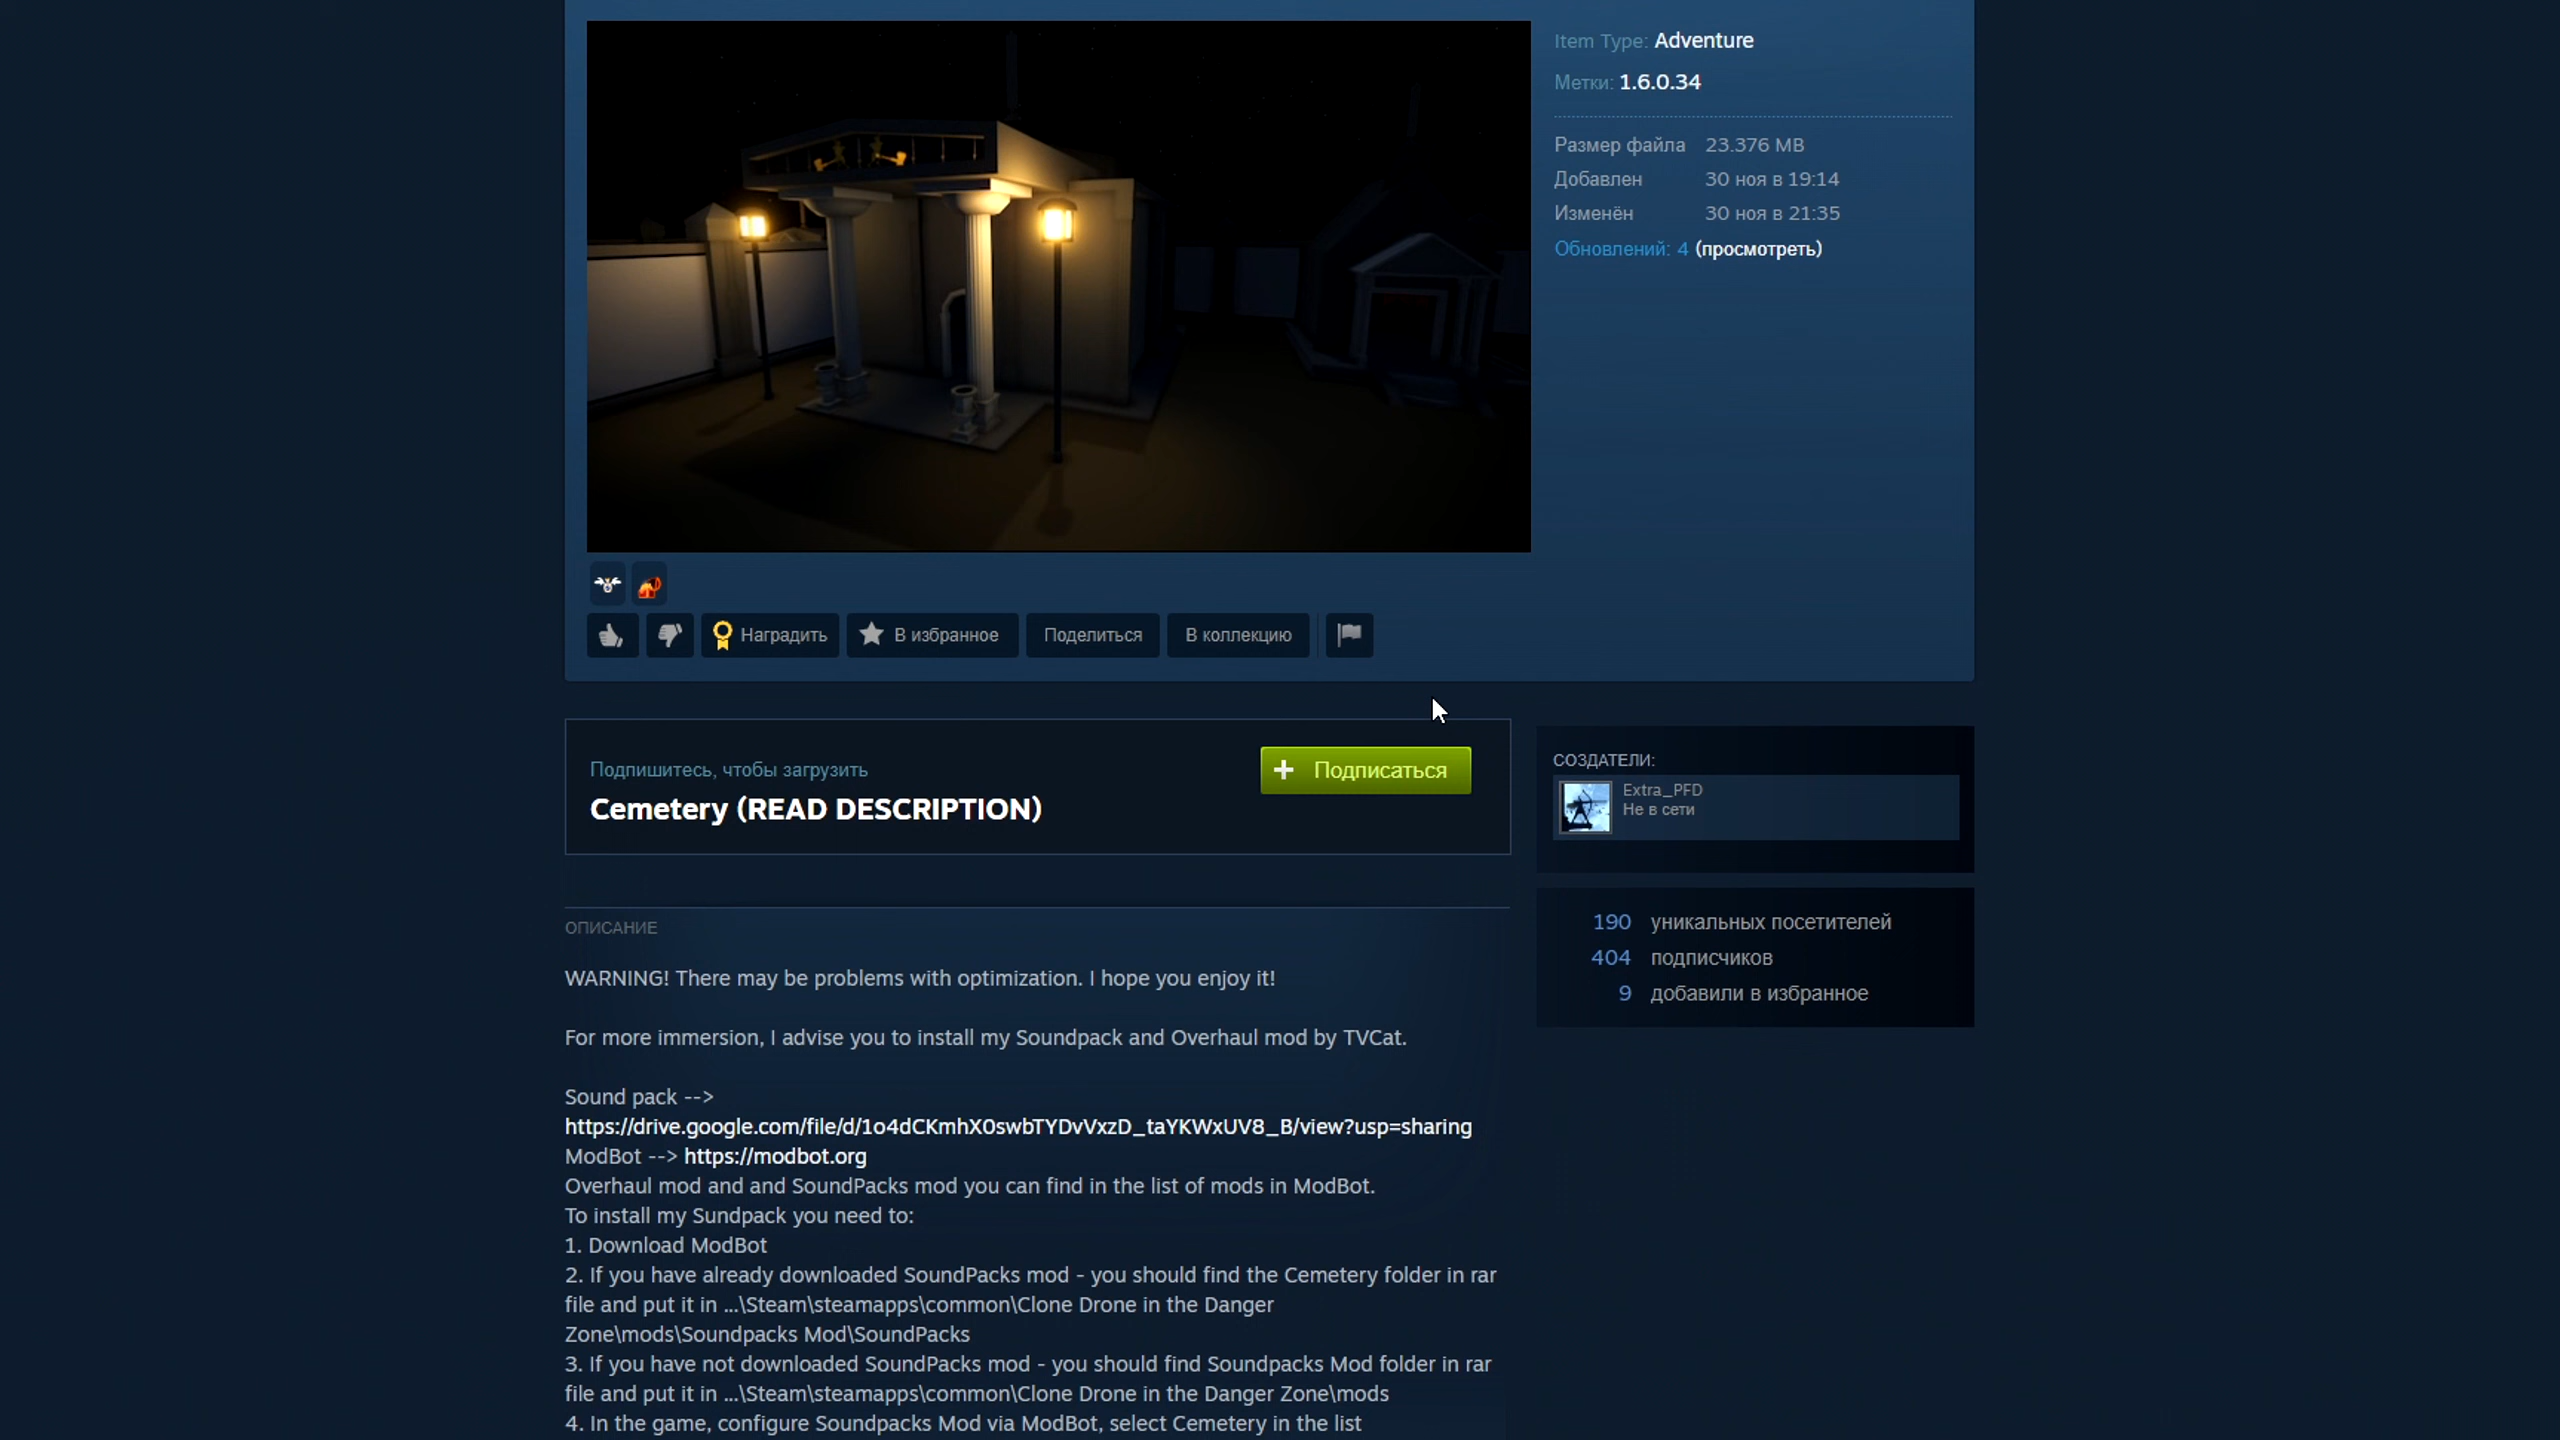 Item Type: Adventure
Метки: 1.6.0.34
Размер файла 23.376 MB
Добавлен 30 ноя в 19:14
Изменён 30 ноя в 21:35
Обновлений: 4 (просмотреть)
Наградить
В избранное
Поделиться
В коллекцию
Подпишитесь, чтобы загрузить
Cemetery (READ DESCRIPTION)
Подписаться
СОЗДАТЕЛИ:
Extra_PFD
Не в сети
190 уникальных посетителей
404 подписчиков
9 добавили в избранное
ОПИСАНИЕ
WARNING! There may be problems with optimization. I hope you enjoy it!
For more immersion, I advise you to install my Soundpack and Overhaul mod by TVCat.
Sound pack -->
https://drive.google.com/file/d/1o4dCKmhX0swbTYDvVxzD_taYKWxUV8_B/view?usp=sharing
ModBot --> https://modbot.org
Overhaul mod and and SoundPacks mod you can find in the list of mods in ModBot.
To install my Sundpack you need to:
1. Download ModBot
2. If you have already downloaded SoundPacks mod - you should find the Cemetery folder in rar
file and put it in ...\Steam\steamapps\common\Clone Drone in the Danger
Zone\mods\Soundpacks Mod\SoundPacks
3. If you have not downloaded SoundPacks mod - you should find Soundpacks Mod folder in rar
file and put it in ...\Steam\steamapps\common\Clone Drone in the Danger Zone\mods
4. In the game, configure Soundpacks Mod via ModBot, select Cemetery in the list